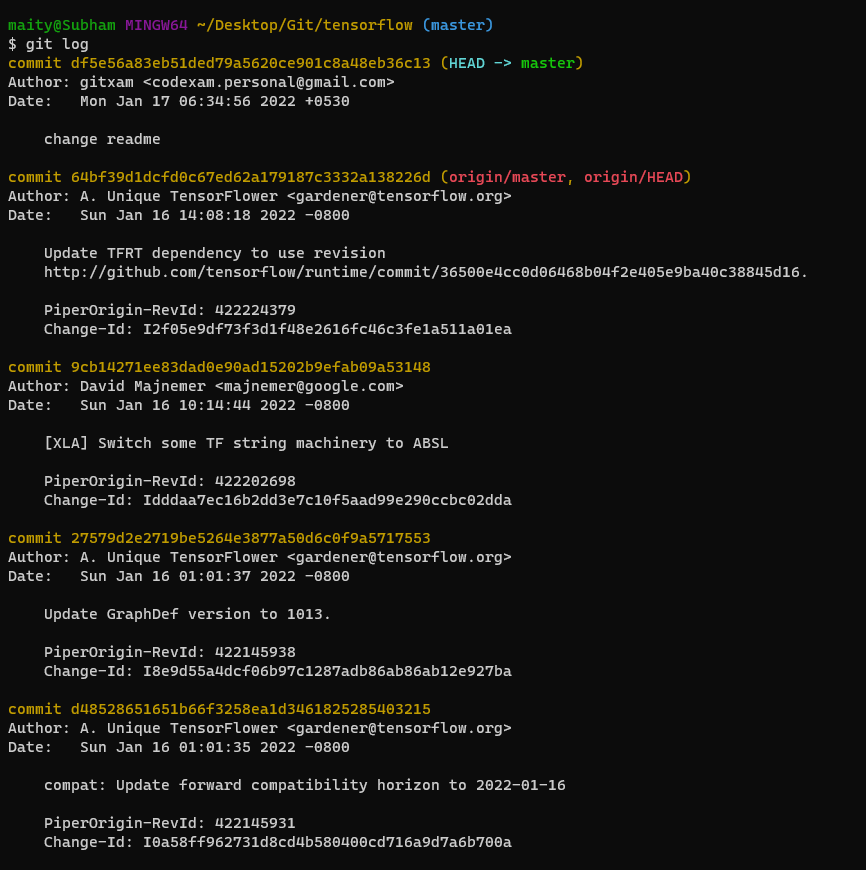 maity@Subham MINGW64 ~/Desktop/Git/tensorflow (master)
$ git log
commit df5e56a83eb51ded79a5620ce901c8a48eb36c13 (HEAD -> master)
Author: gitxam <codexam.personal@gmail.com>
Date:   Mon Jan 17 06:34:56 2022 +0530

    change readme

commit 64bf39d1dcfd0c67ed62a179187c3332a138226d (origin/master, origin/HEAD)
Author: A. Unique TensorFlower <gardener@tensorflow.org>
Date:   Sun Jan 16 14:08:18 2022 -0800

    Update TFRT dependency to use revision
    http://github.com/tensorflow/runtime/commit/36500e4cc0d06468b04f2e405e9ba40c38845d16.

    PiperOrigin-RevId: 422224379
    Change-Id: I2f05e9df73f3d1f48e2616fc46c3fe1a511a01ea

commit 9cb14271ee83dad0e90ad15202b9efab09a53148
Author: David Majnemer <majnemer@google.com>
Date:   Sun Jan 16 10:14:44 2022 -0800

    [XLA] Switch some TF string machinery to ABSL

    PiperOrigin-RevId: 422202698
    Change-Id: Idddaa7ec16b2dd3e7c10f5aad99e290ccbc02dda

commit 27579d2e2719be5264e3877a50d6c0f9a5717553
Author: A. Unique TensorFlower <gardener@tensorflow.org>
Date:   Sun Jan 16 01:01:37 2022 -0800

    Update GraphDef version to 1013.

    PiperOrigin-RevId: 422145938
    Change-Id: I8e9d55a4dcf06b97c1287adb86ab86ab12e927ba

commit d48528651651b66f3258ea1d3461825285403215
Author: A. Unique TensorFlower <gardener@tensorflow.org>
Date:   Sun Jan 16 01:01:35 2022 -0800

    compat: Update forward compatibility horizon to 2022-01-16

    PiperOrigin-RevId: 422145931
    Change-Id: I0a58ff962731d8cd4b580400cd716a9d7a6b700a